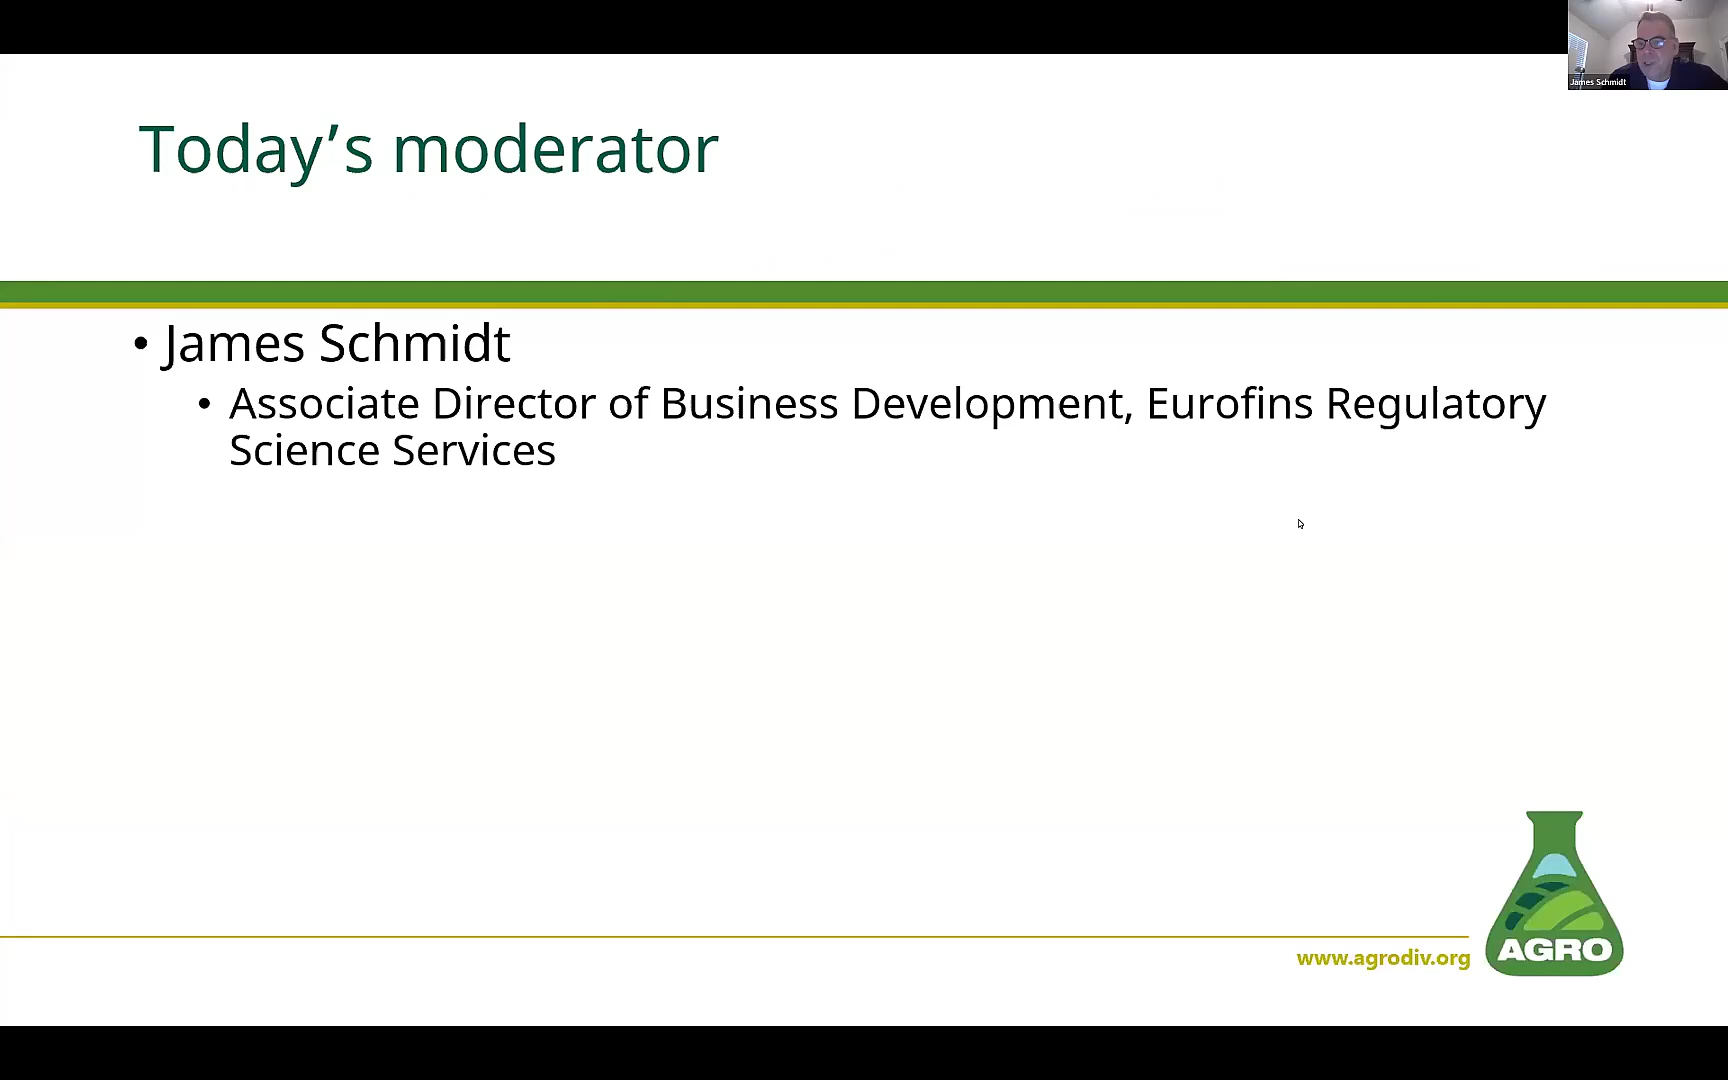 James Schmidt
Today’s moderator
• James Schmidt
• Associate Director of Business Development, Eurofins Regulatory
Science Services
www.agrodiv.org
AGRO